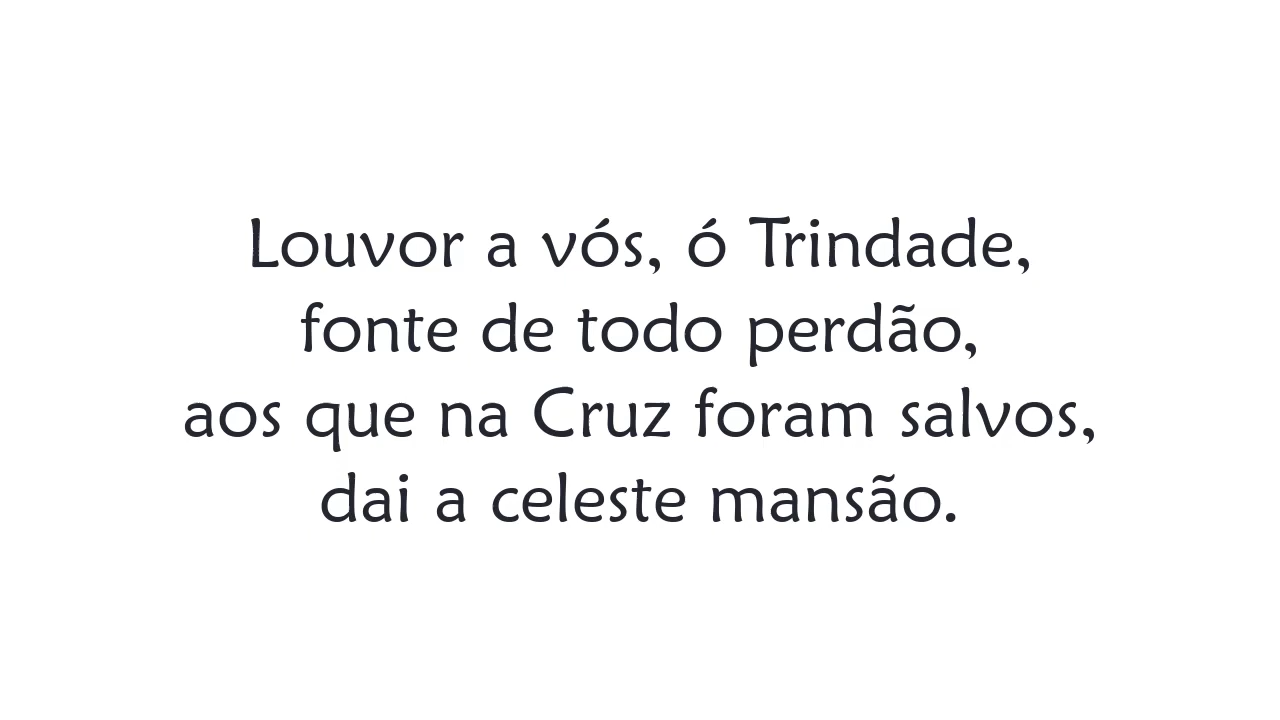 Louvor a vós, ó Trindade,
fonte de todo perdão,
aos que na Cruz foram salvos,
dai a celeste mansão.